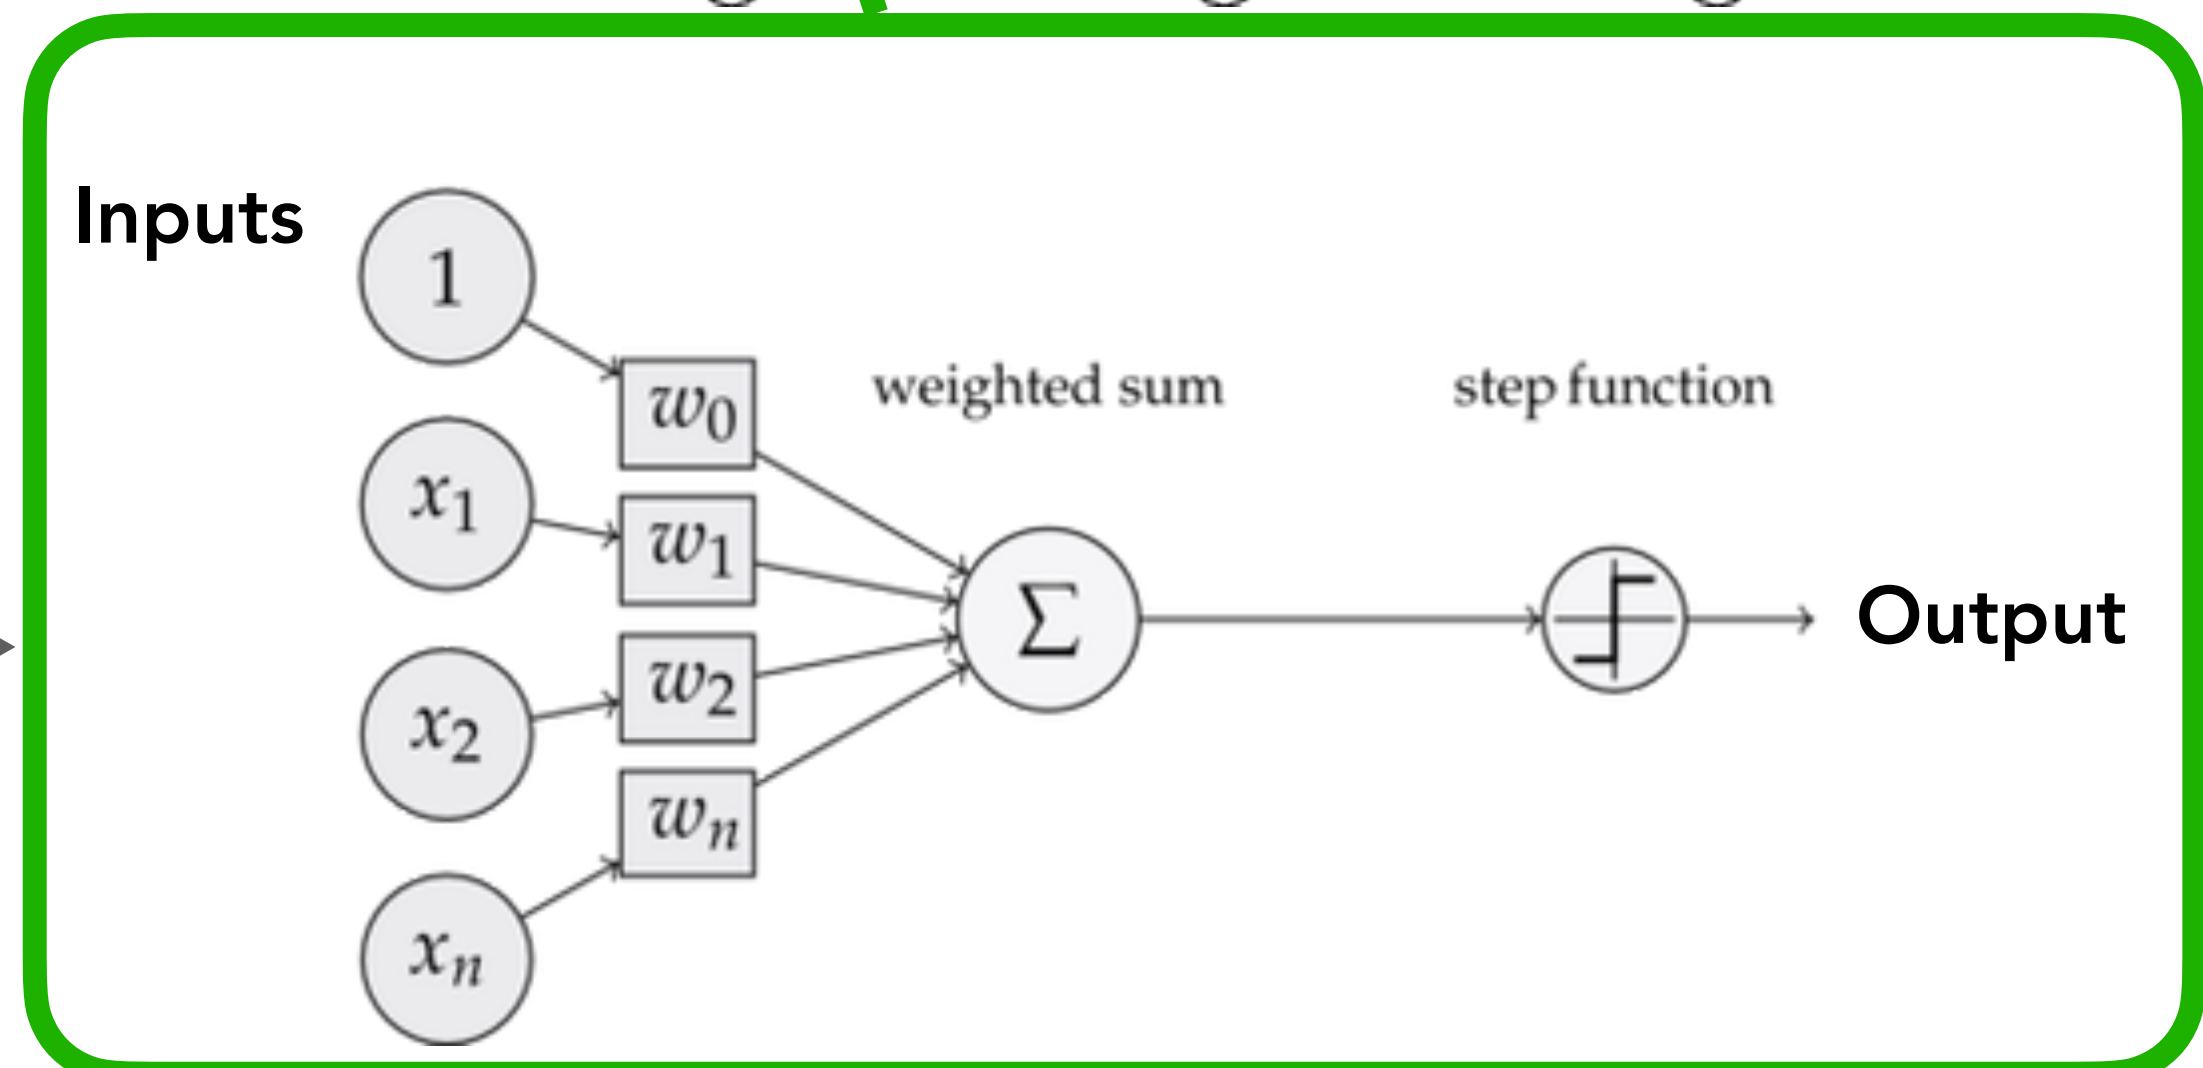 Inputs
1
w0
weighted sum
step function
x1
w1
Σ
Output
x2
w2
wn
xn